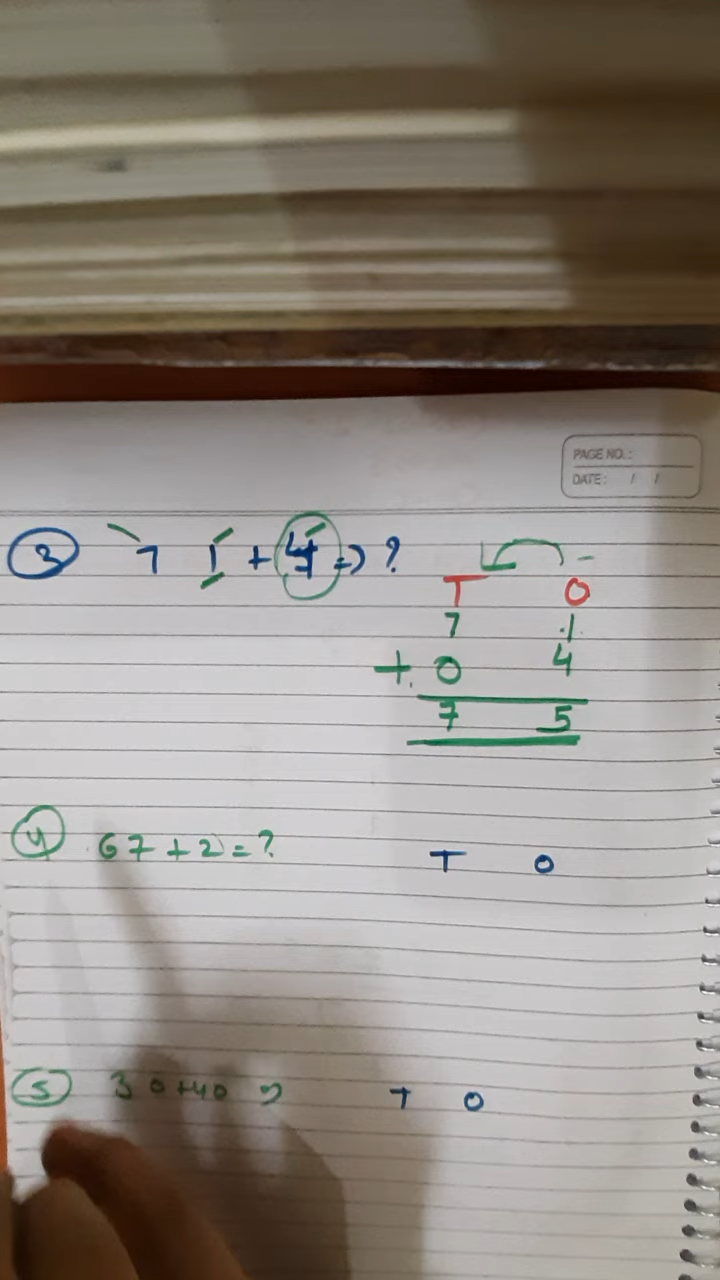 PAGE NO.:
DATE: / /
3 71 + 4 => ?
T O
7 1
+ 0 4
7 5
4 67 + 2 = ?
T O
5 30 + 40 =>
T O